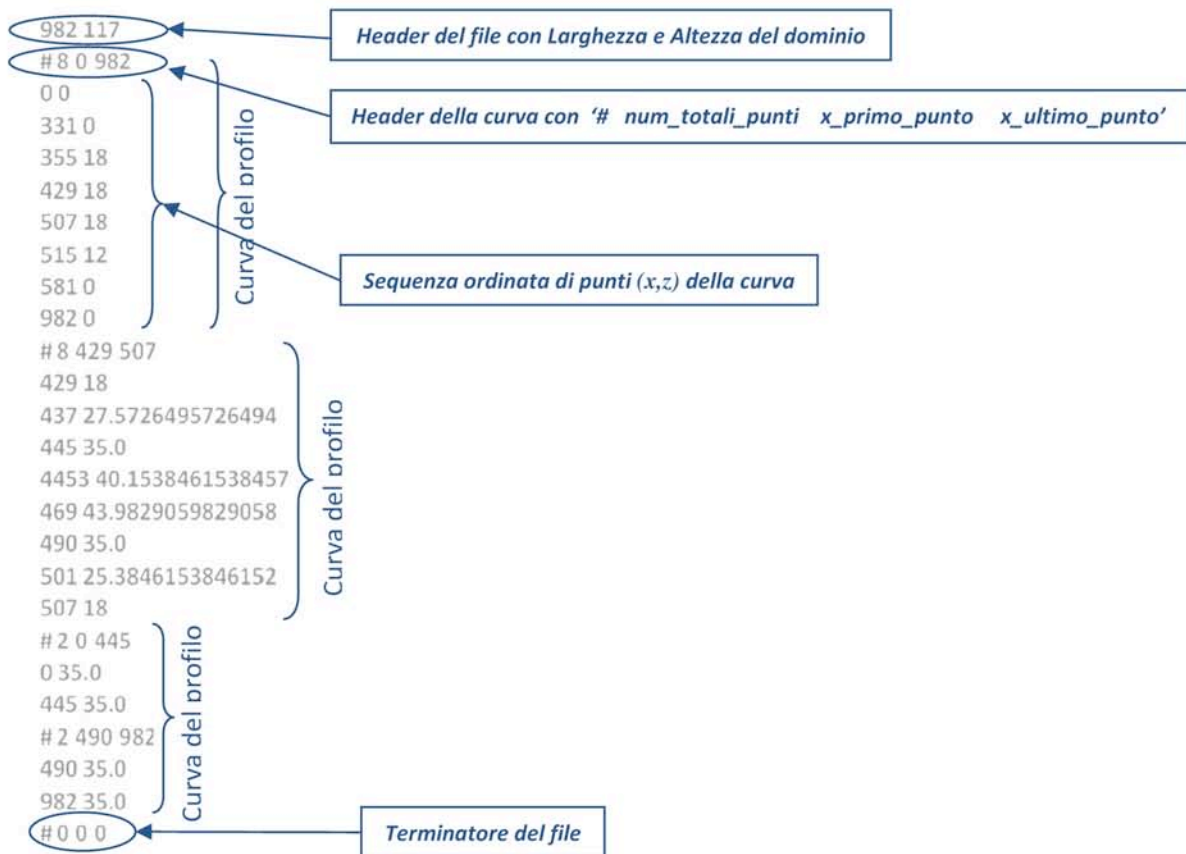 982 117
Header del file con Larghezza e Altezza del dominio
# 8 0 982
Header della curva con ‘# num_totali_punti x_primo_punto x_ultimo_punto’
0 0
331 0
355 18
429 18
507 18
515 12
581 0
982 0
Curva del profilo
Sequenza ordinata di punti (x,z) della curva
# 8 429 507
429 18
437 27.5726495726494
445 35.0
4453 40.1538461538457
469 43.9829059829058
490 35.0
501 25.3846153846152
507 18
Curva del profilo
# 2 0 445
0 35.0
445 35.0
# 2 490 982
490 35.0
982 35.0
Curva del profilo
# 0 0 0
Terminatore del file